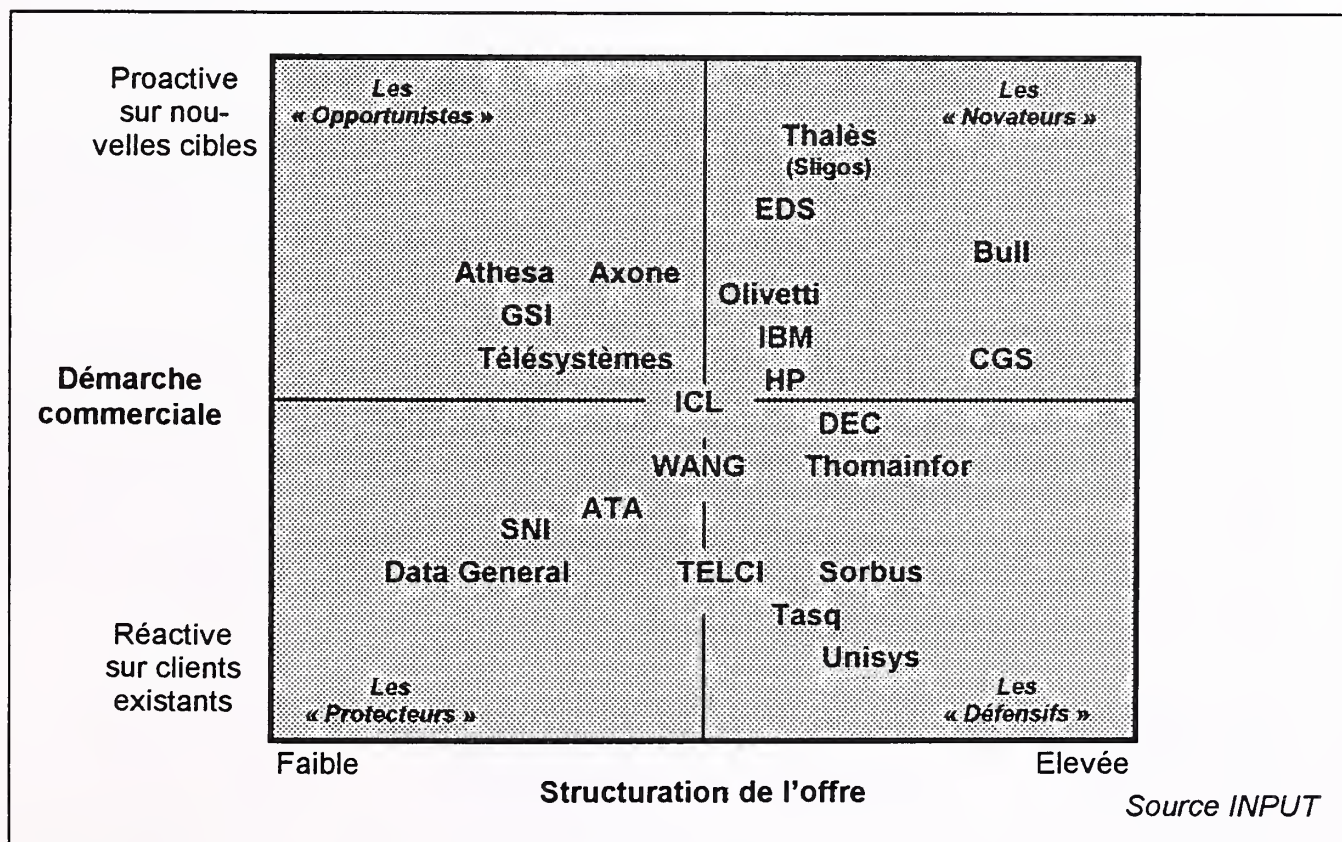 Proactive
sur nou-
velles cibles
Les
« Opportunistes »
Les
« Novateurs »
Thalès
(Sligos)
EDS
Bull
Athesa Axone
Olivetti
GSI
IBM
Télésystèmes
CGS
HP
Démarche
commerciale
ICL
DEC
WANG
Thomainfor
ATA
SNI
Data General
TELCI
Sorbus
Tasq
Unisys
Réactive
sur clients
existants
Les
« Protecteurs »
Les
« Défensifs »
Faible
Elevée
Structuration de l'offre
Source INPUT